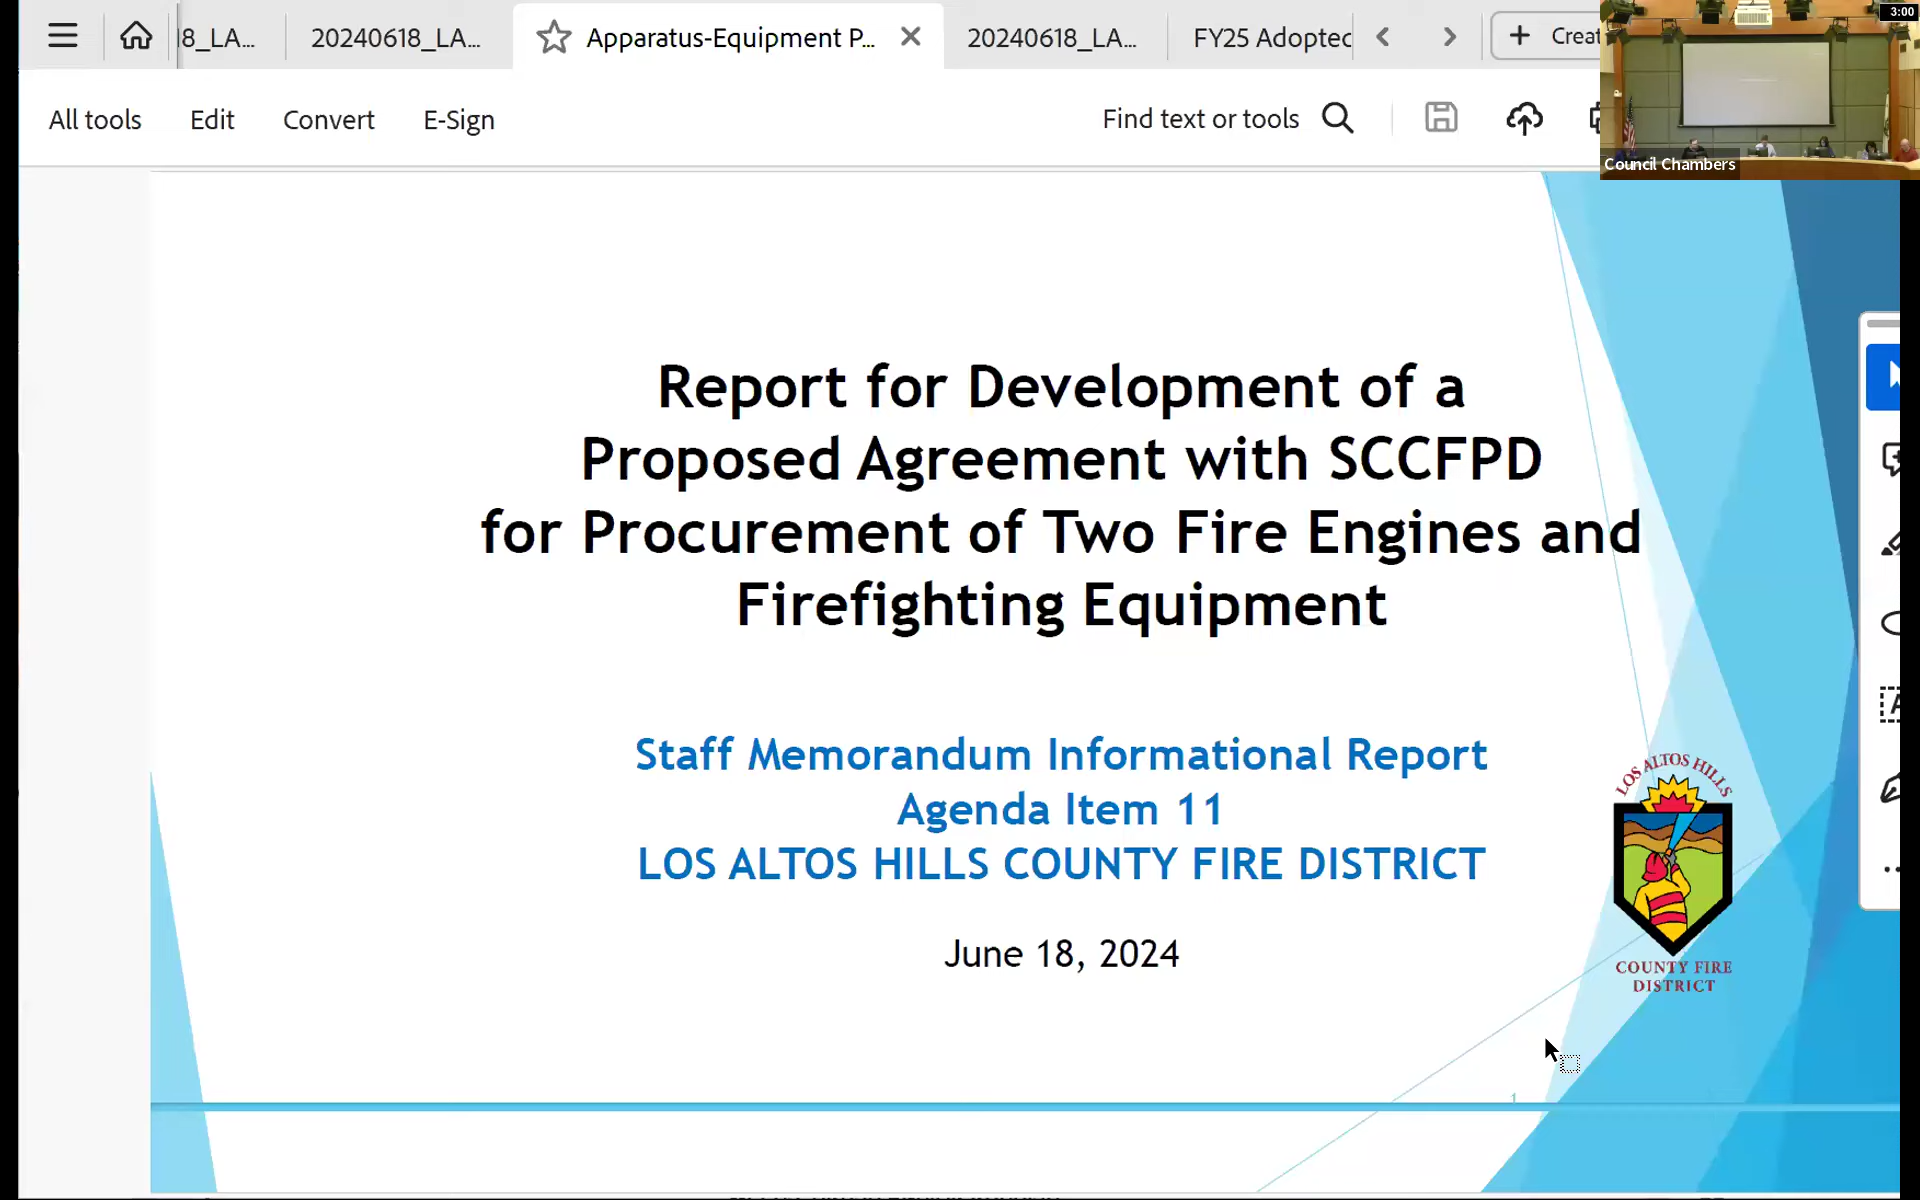 8_LA...
20240618_LA...
Apparatus-Equipment P...
20240618_LA...
FY25 Adopted
Creat
3:00
All tools
Edit
Convert
E-Sign
Find text or tools
Council Chambers
Report for Development of a
Proposed Agreement with SCCFPD
for Procurement of Two Fire Engines and
Firefighting Equipment
Staff Memorandum Informational Report
Agenda Item 11
LOS ALTOS HILLS COUNTY FIRE DISTRICT
June 18, 2024
LOS ALTOS HILLS
COUNTY FIRE
DISTRICT
1